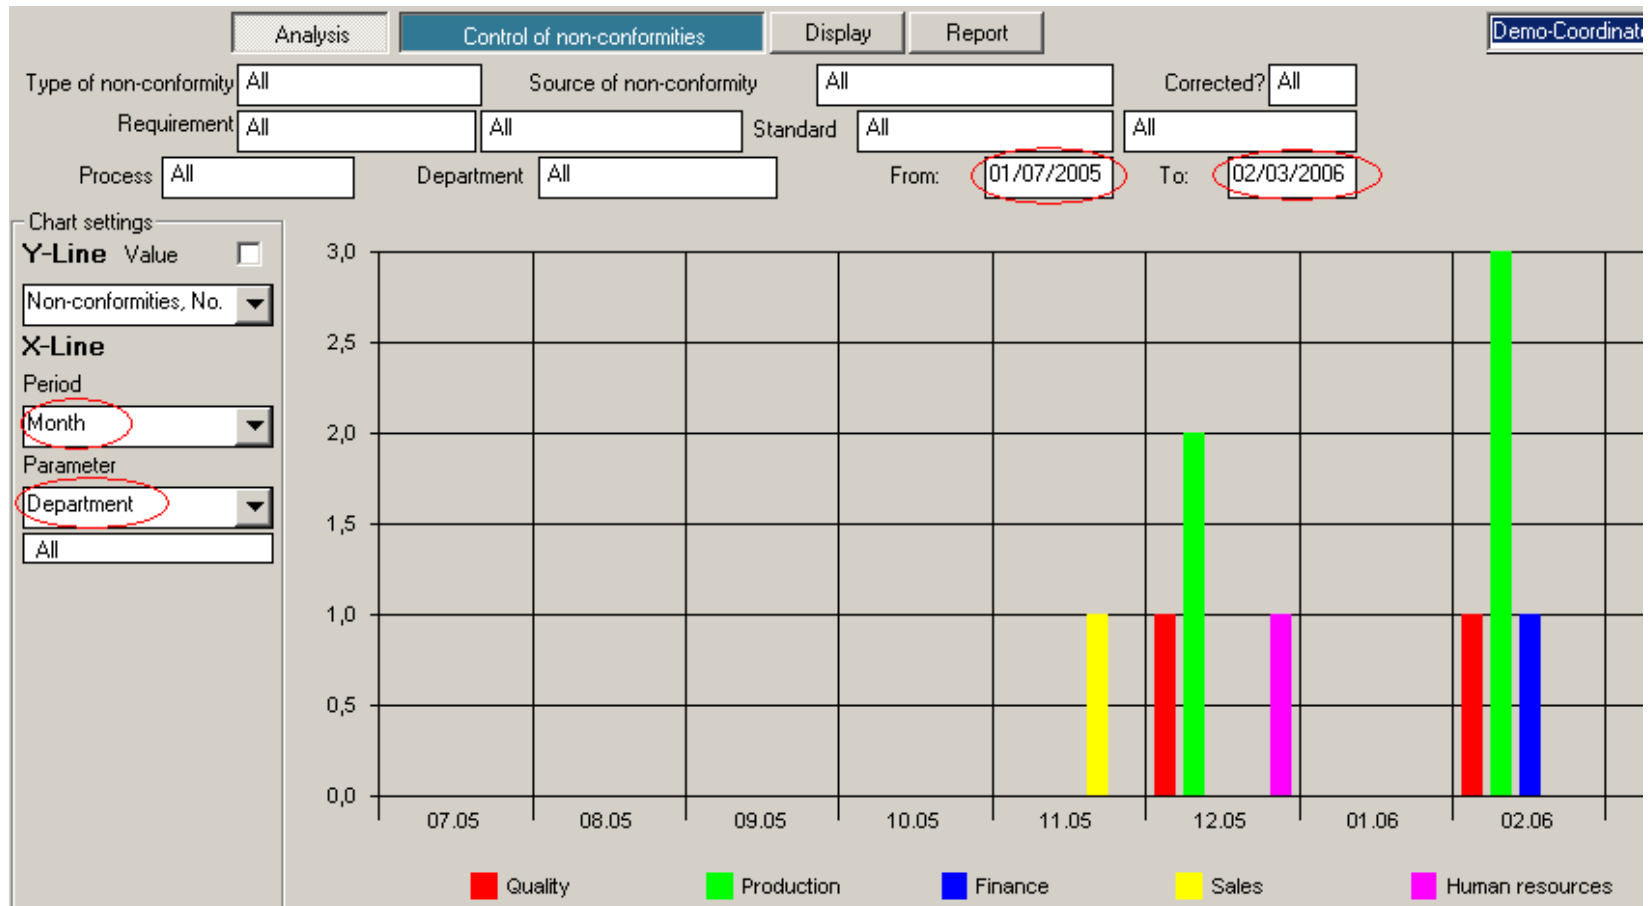 Analysis Control of non-conformities Display Report Demo-Coordinat
Type of non-conformity All Source of non-conformity All Corrected? All
Requirement All All Standard All All
Process All Department All From: 01/07/2005 To: 02/03/2006
Chart settings
Y-Line Value
Non-conformities, No.
X-Line
Period
Month
Parameter
Department
All
3,0
2,5
2,0
1,5
1,0
0,5
0,0
07.05 08.05 09.05 10.05 11.05 12.05 01.06 02.06
Quality Production Finance Sales Human resources